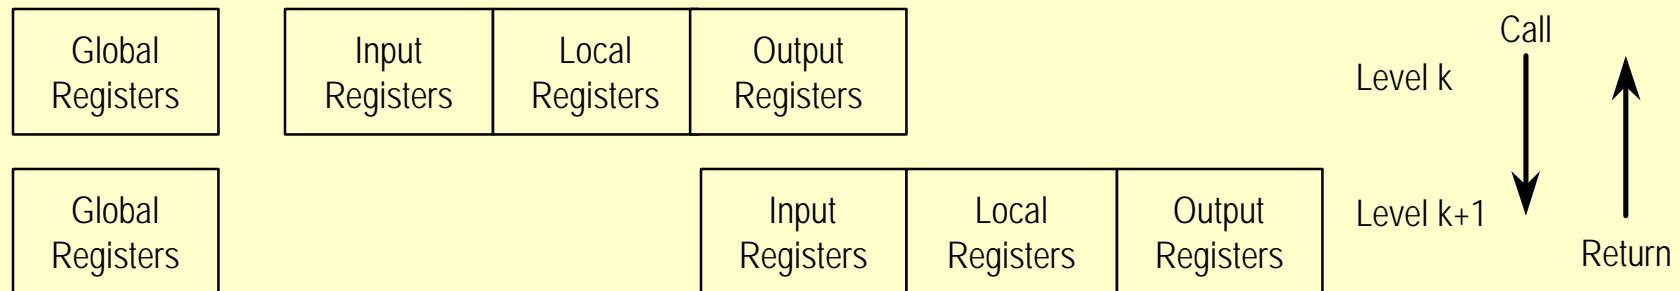 Global
Registers
Input
Registers
Local
Registers
Output
Registers
Level k
Call
Global
Registers
Input
Registers
Local
Registers
Output
Registers
Level k+1
Return